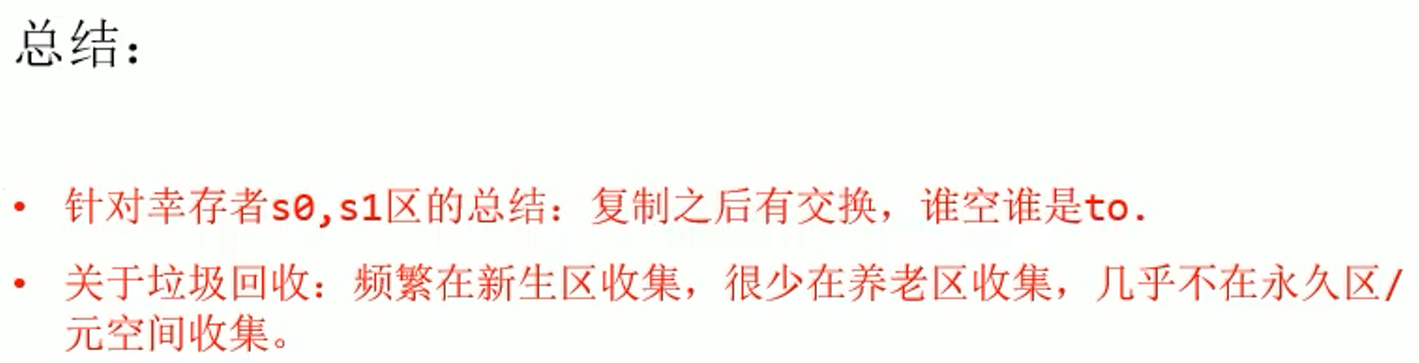 总结：
• 针对幸存者s0,s1区的总结：复制之后有交换，谁空谁是to.
• 关于垃圾回收：频繁在新生区收集，很少在养老区收集，几乎不在永久区/
元空间收集。